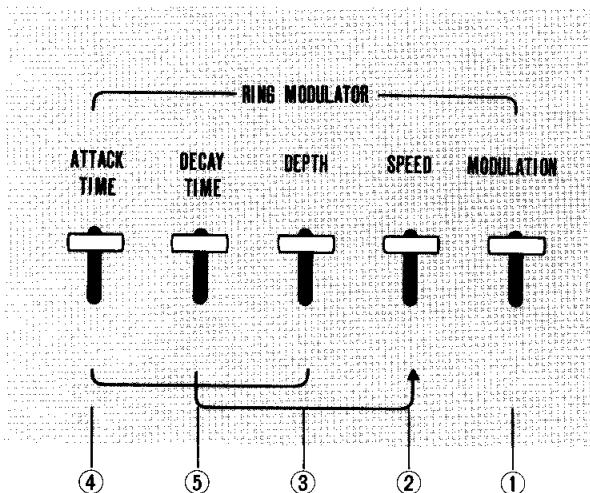 RING MODULATOR
ATTACK TIME
DECAY TIME
DEPTH
SPEED
MODULATION
④ ⑤ ③ ② ①